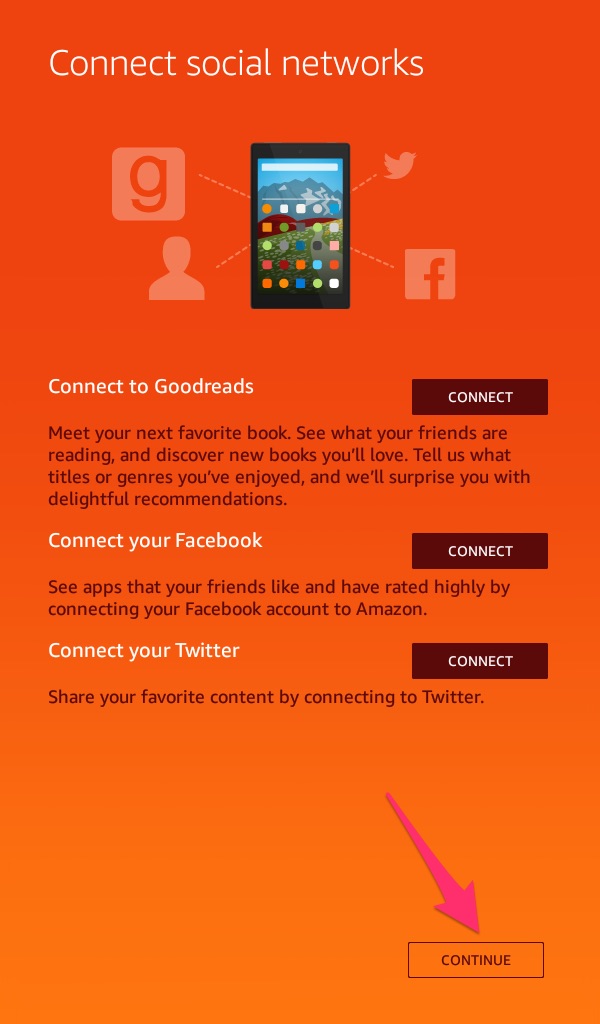 Connect social networks
g
f
Connect to Goodreads
CONNECT
Meet your next favorite book. See what your friends are
reading, and discover new books you’ll love. Tell us what
titles or genres you’ve enjoyed, and we’ll surprise you with
delightful recommendations.
Connect your Facebook
CONNECT
See apps that your friends like and have rated highly by
connecting your Facebook account to Amazon.
Connect your Twitter
CONNECT
Share your favorite content by connecting to Twitter.
CONTINUE